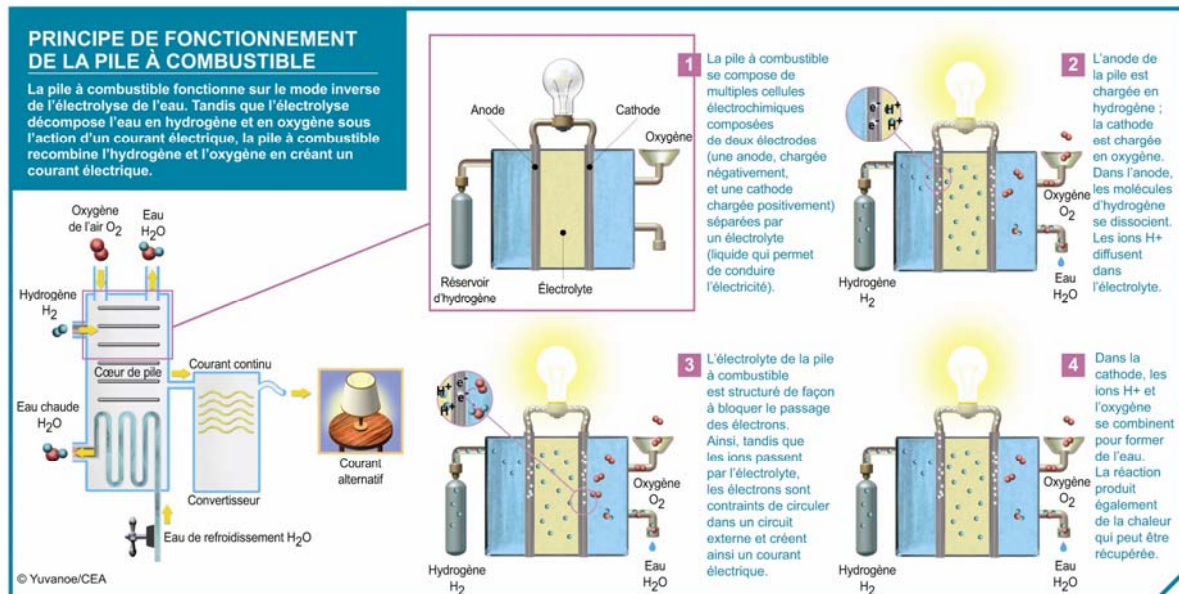 PRINCIPE DE FONCTIONNEMENT
DE LA PILE À COMBUSTIBLE
La pile à combustible fonctionne sur le mode inverse
de l'électrolyse de l'eau. Tandis que l'électrolyse
décompose l'eau en hydrogène et en oxygène sous
l'action d'un courant électrique, la pile à combustible
recombine l'hydrogène et l'oxygène en créant un
courant électrique.
Oxygène
de l'air O2
Eau
H2O
Hydrogène
H2
Cœur de pile
Courant continu
Eau chaude
H2O
Convertisseur
Courant
alternatif
Eau de refroidissement H2O
© Yuvanoe/CEA
Anode
Cathode
Oxygène
Réservoir
d'hydrogène
Électrolyte
1
La pile à combustible
se compose de
multiples cellules
électrochimiques
composées
de deux électrodes
(une anode, chargée
négativement,
et une cathode
chargée positivement)
séparées par
un électrolyte
(liquide qui permet
de conduire
l'électricité).
e-
H+
e-
H+
Oxygène
O2
Hydrogène
H2
Eau
H2O
2
L'anode de
la pile est
chargée en
hydrogène ;
la cathode
est chargée
en oxygène.
Dans l'anode,
les molécules
d'hydrogène
se dissocient.
Les ions H+
diffusent
dans
l'électrolyte.
H+
e-
H+
e-
Oxygène
O2
Hydrogène
H2
Eau
H2O
3
L'électrolyte de la pile
à combustible
est structuré de façon
à bloquer le passage
des électrons.
Ainsi, tandis que
les ions passent
par l'électrolyte,
les électrons sont
contraints de circuler
dans un circuit
externe et créent
ainsi un courant
électrique.
Oxygène
O2
Hydrogène
H2
Eau
H2O
4
Dans la
cathode, les
ions H+ et
l'oxygène
se combinent
pour former
de l'eau.
La réaction
produit
également
de la chaleur
qui peut être
récupérée.